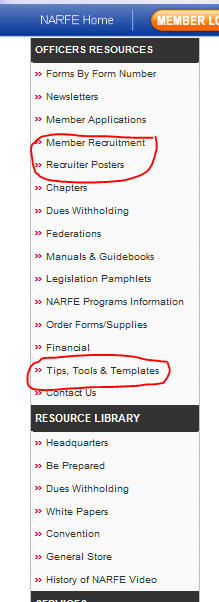 NARFE Home
MEMBER LO
OFFICERS RESOURCES
» Forms By Form Number
» Newsletters
» Member Applications
» Member Recruitment
» Recruiter Posters
» Chapters
» Dues Withholding
» Federations
» Manuals & Guidebooks
» Legislation Pamphlets
» NARFE Programs Information
» Order Forms/Supplies
» Financial
» Tips, Tools & Templates
» Contact Us
RESOURCE LIBRARY
» Headquarters
» Be Prepared
» Dues Withholding
» White Papers
» Convention
» General Store
» History of NARFE Video